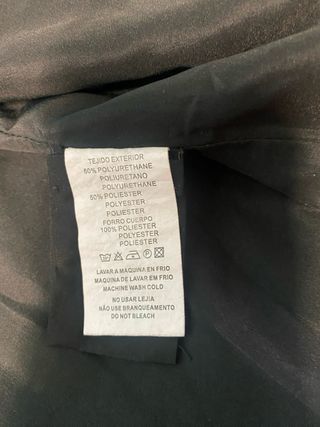 TEJIDO EXTERIOR
50% POLYURETHANE
POLIURETANO
POLYURETHANE
50% POLIESTER
POLYESTER
POLIESTER
FORRO CUERPO
100% POLIESTER
POLYESTER
POLIESTER
LAVAR A MAQUINA EN FRIO
MAQUINA DE LAVAR EM FRIO
MACHINE WASH COLD
NO USAR LEJIA
NÃO USE BRANQUEAMENTO
DO NOT BLEACH